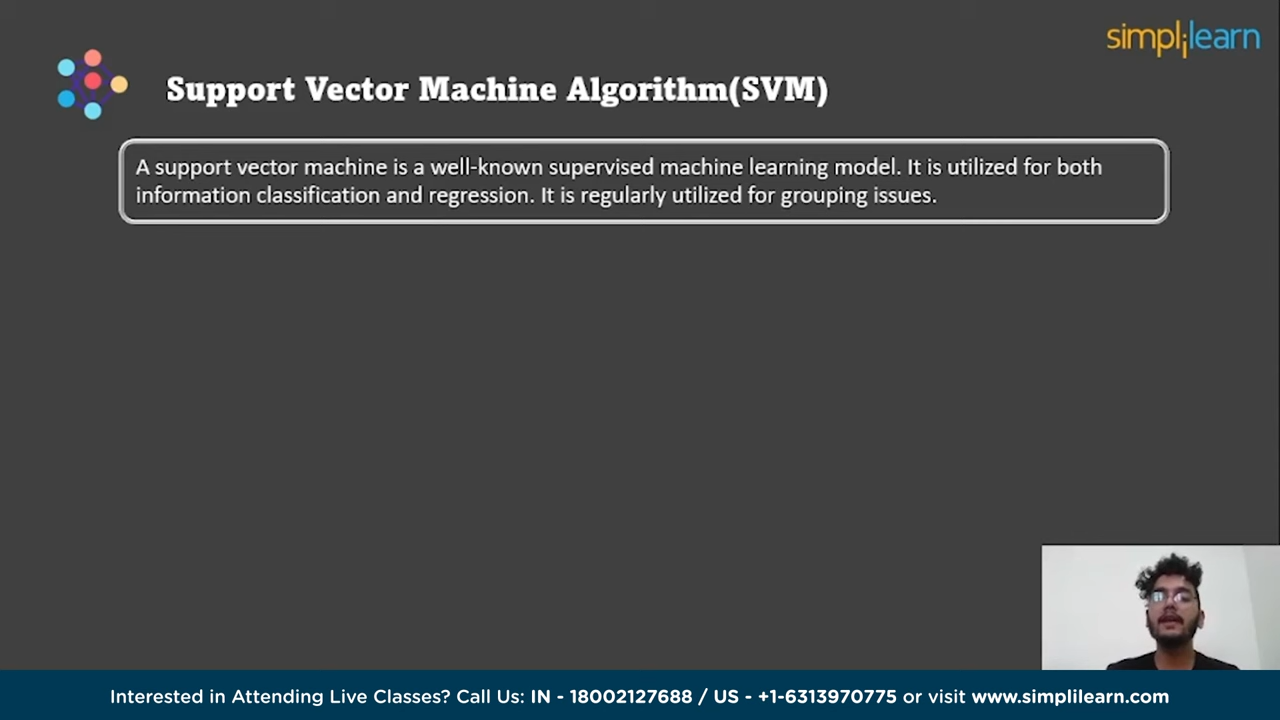 simplilearn
Support Vector Machine Algorithm(SVM)
A support vector machine is a well-known supervised machine learning model. It is utilized for both
information classification and regression. It is regularly utilized for grouping issues.
Interested in Attending Live Classes? Call Us: IN - 18002127688 / US - +1-6313970775 or visit www.simplilearn.com